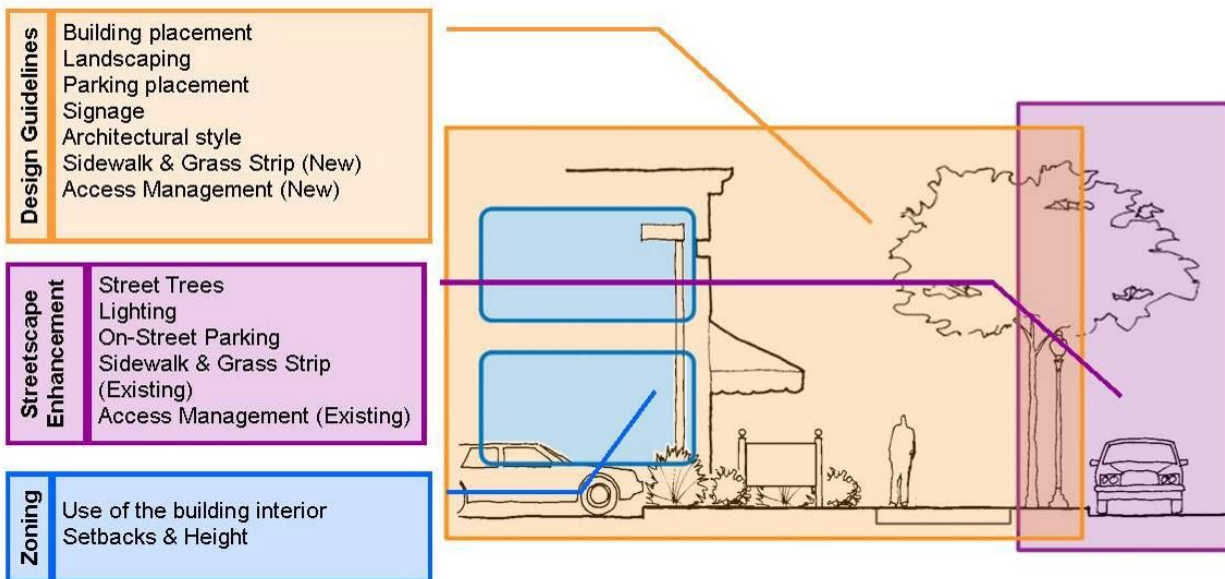 Design Guidelines
Building placement
Landscaping
Parking placement
Signage
Architectural style
Sidewalk & Grass Strip (New)
Access Management (New)
Streetscape
Enhancement
Street Trees
Lighting
On-Street Parking
Sidewalk & Grass Strip
(Existing)
Access Management (Existing)
Zoning
Use of the building interior
Setbacks & Height